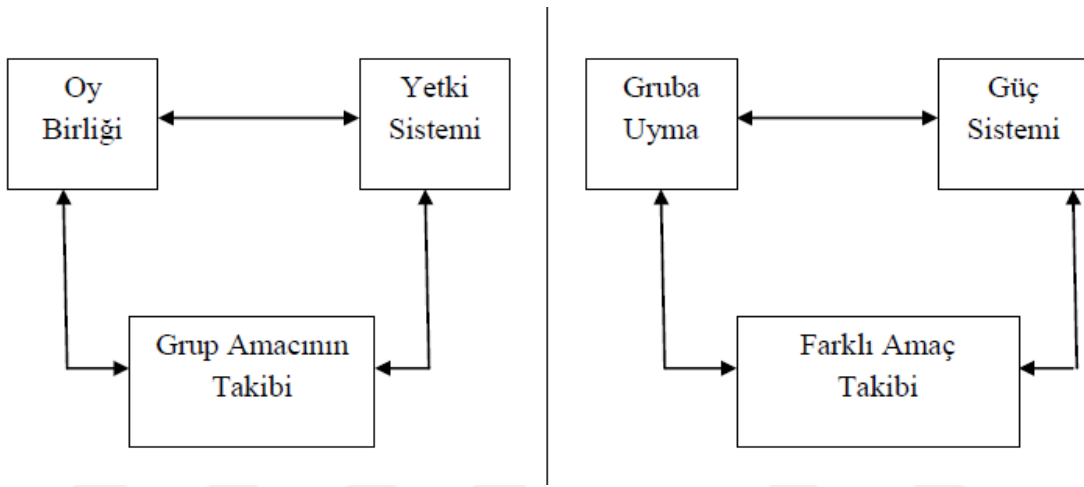 Oy
Birliği
Yetki
Sistemi
Grup Amacının
Takibi
Gruba
Uyma
Güç
Sistemi
Farklı Amaç
Takibi